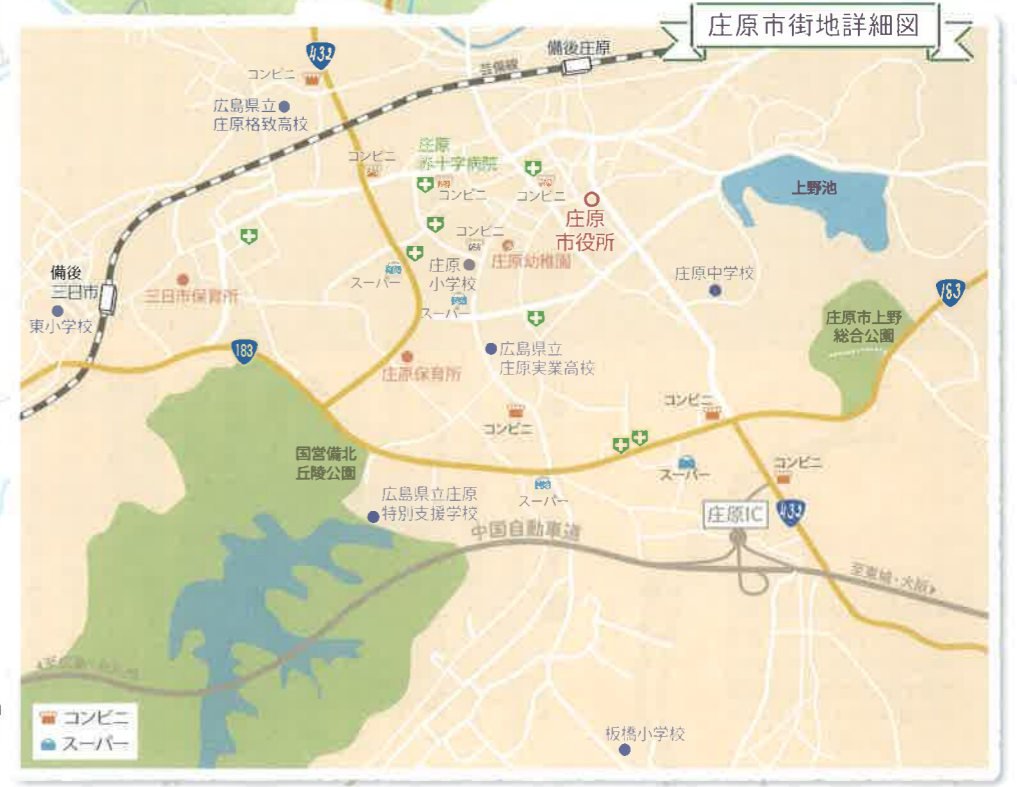 庄原市街地詳細図
432
コンビニ
備後庄原
芸備線
広島県立
庄原格致高校
コンビニ
庄原
赤十字病院
コンビニ
コンビニ
庄原
市役所
上野池
コンビニ
庄原幼稚園
庄原
小学校
スーパー
スーパー
庄原中学校
備後
三日市
東小学校
三日市保育所
183
庄原市上野
総合公園
183
庄原保育所
広島県立
庄原実業高校
コンビニ
コンビニ
国営備北
丘陵公園
スーパー
コンビニ
スーパー
広島県立庄原
特別支援学校
庄原IC
432
中国自動車道
至東城・大阪
コンビニ
スーパー
板橋小学校